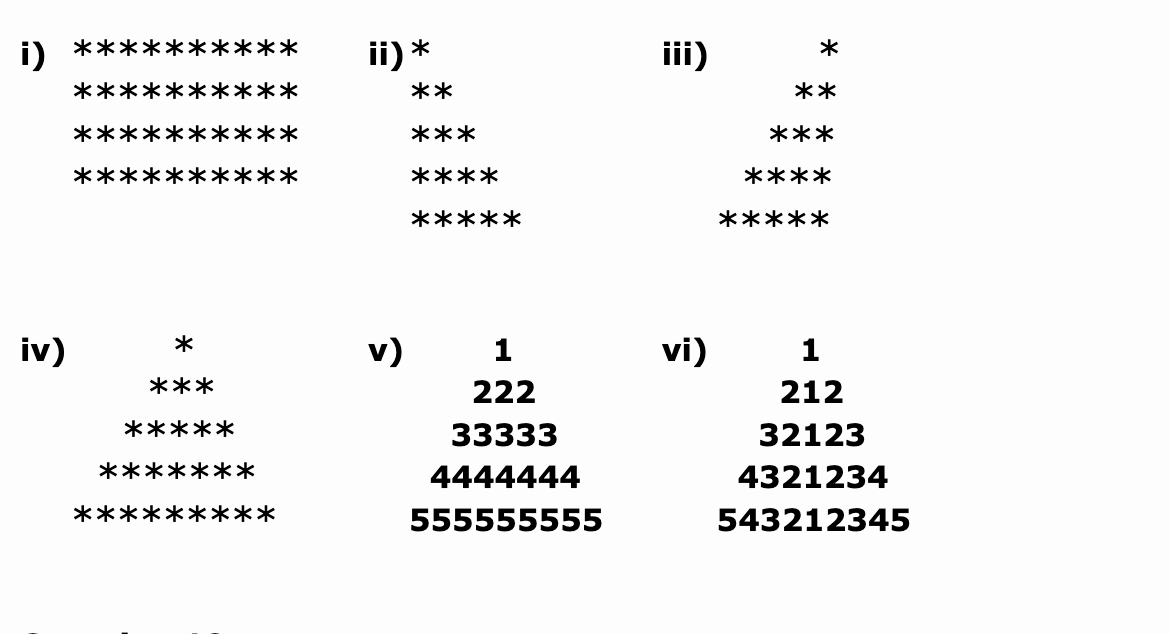 i) ********** ii) * iii) *
********** ** **
********** *** ***
********** **** ****
***** *****
iv) * v) 1 vi) 1
*** 222 212
***** 33333 32123
******* 4444444 4321234
********* 555555555 543212345